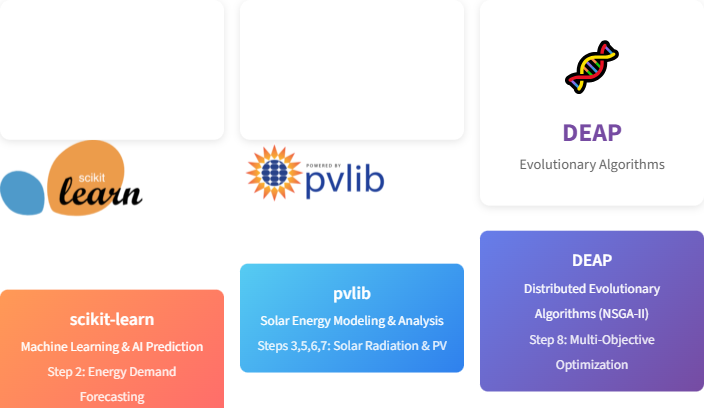 scikit
learn
POWERED BY
pvlib
DEAP
Evolutionary Algorithms
scikit-learn
Machine Learning & AI Prediction
Step 2: Energy Demand
Forecasting
pvlib
Solar Energy Modeling & Analysis
Steps 3,5,6,7: Solar Radiation & PV
DEAP
Distributed Evolutionary
Algorithms (NSGA-II)
Step 8: Multi-Objective
Optimization